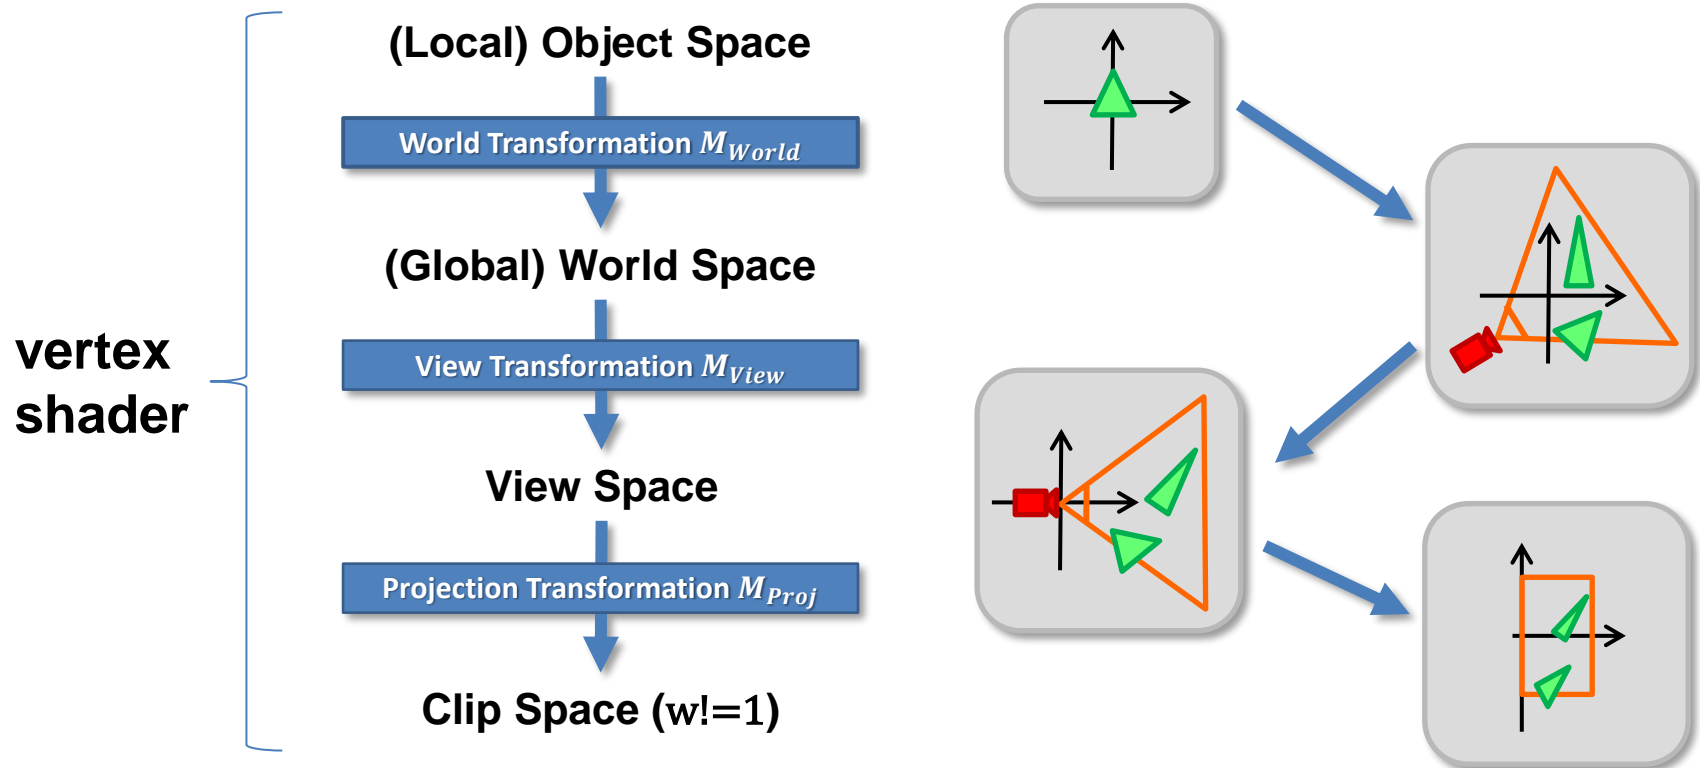 (Local) Object Space
World Transformation M_World
(Global) World Space
vertex
shader
View Transformation M_View
View Space
Projection Transformation M_Proj
Clip Space (w!=1)